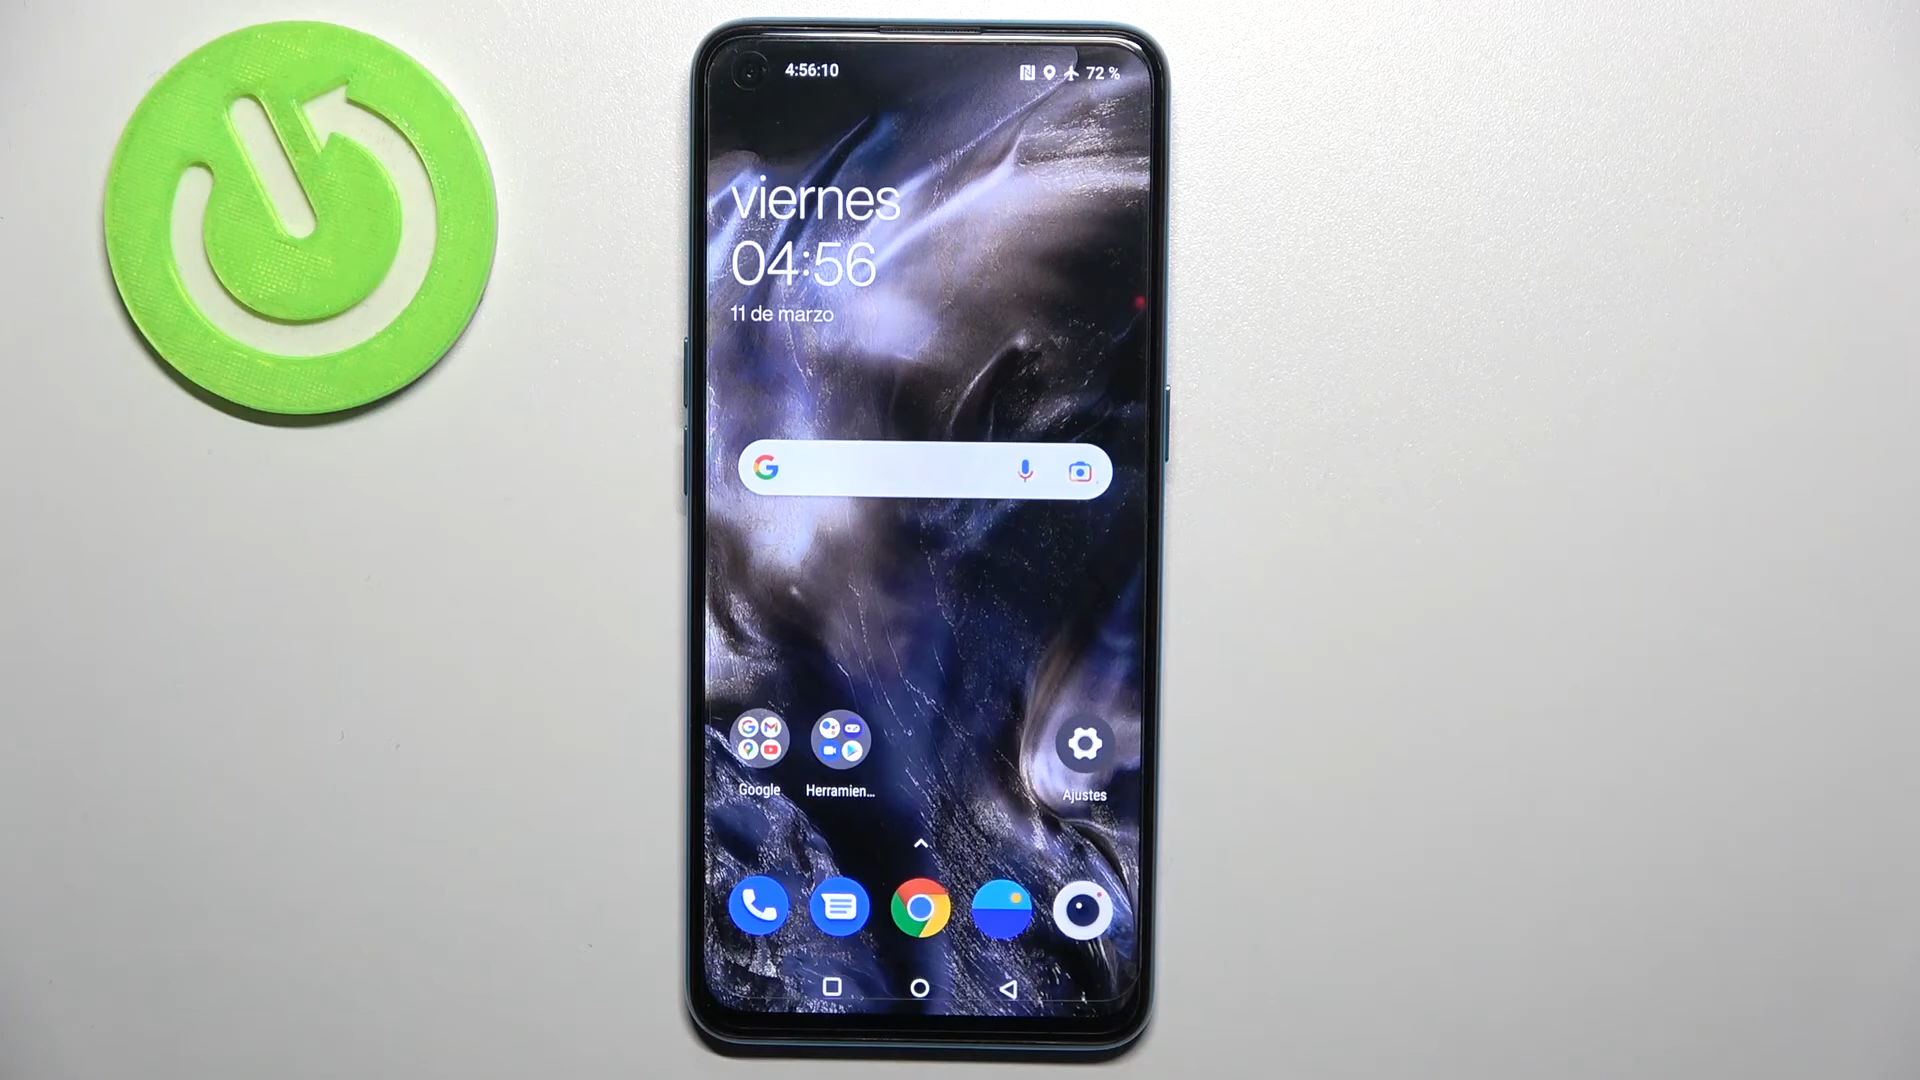 4:56:10
72 %
viernes
04:56
11 de marzo
Google
Herramien...
Ajustes